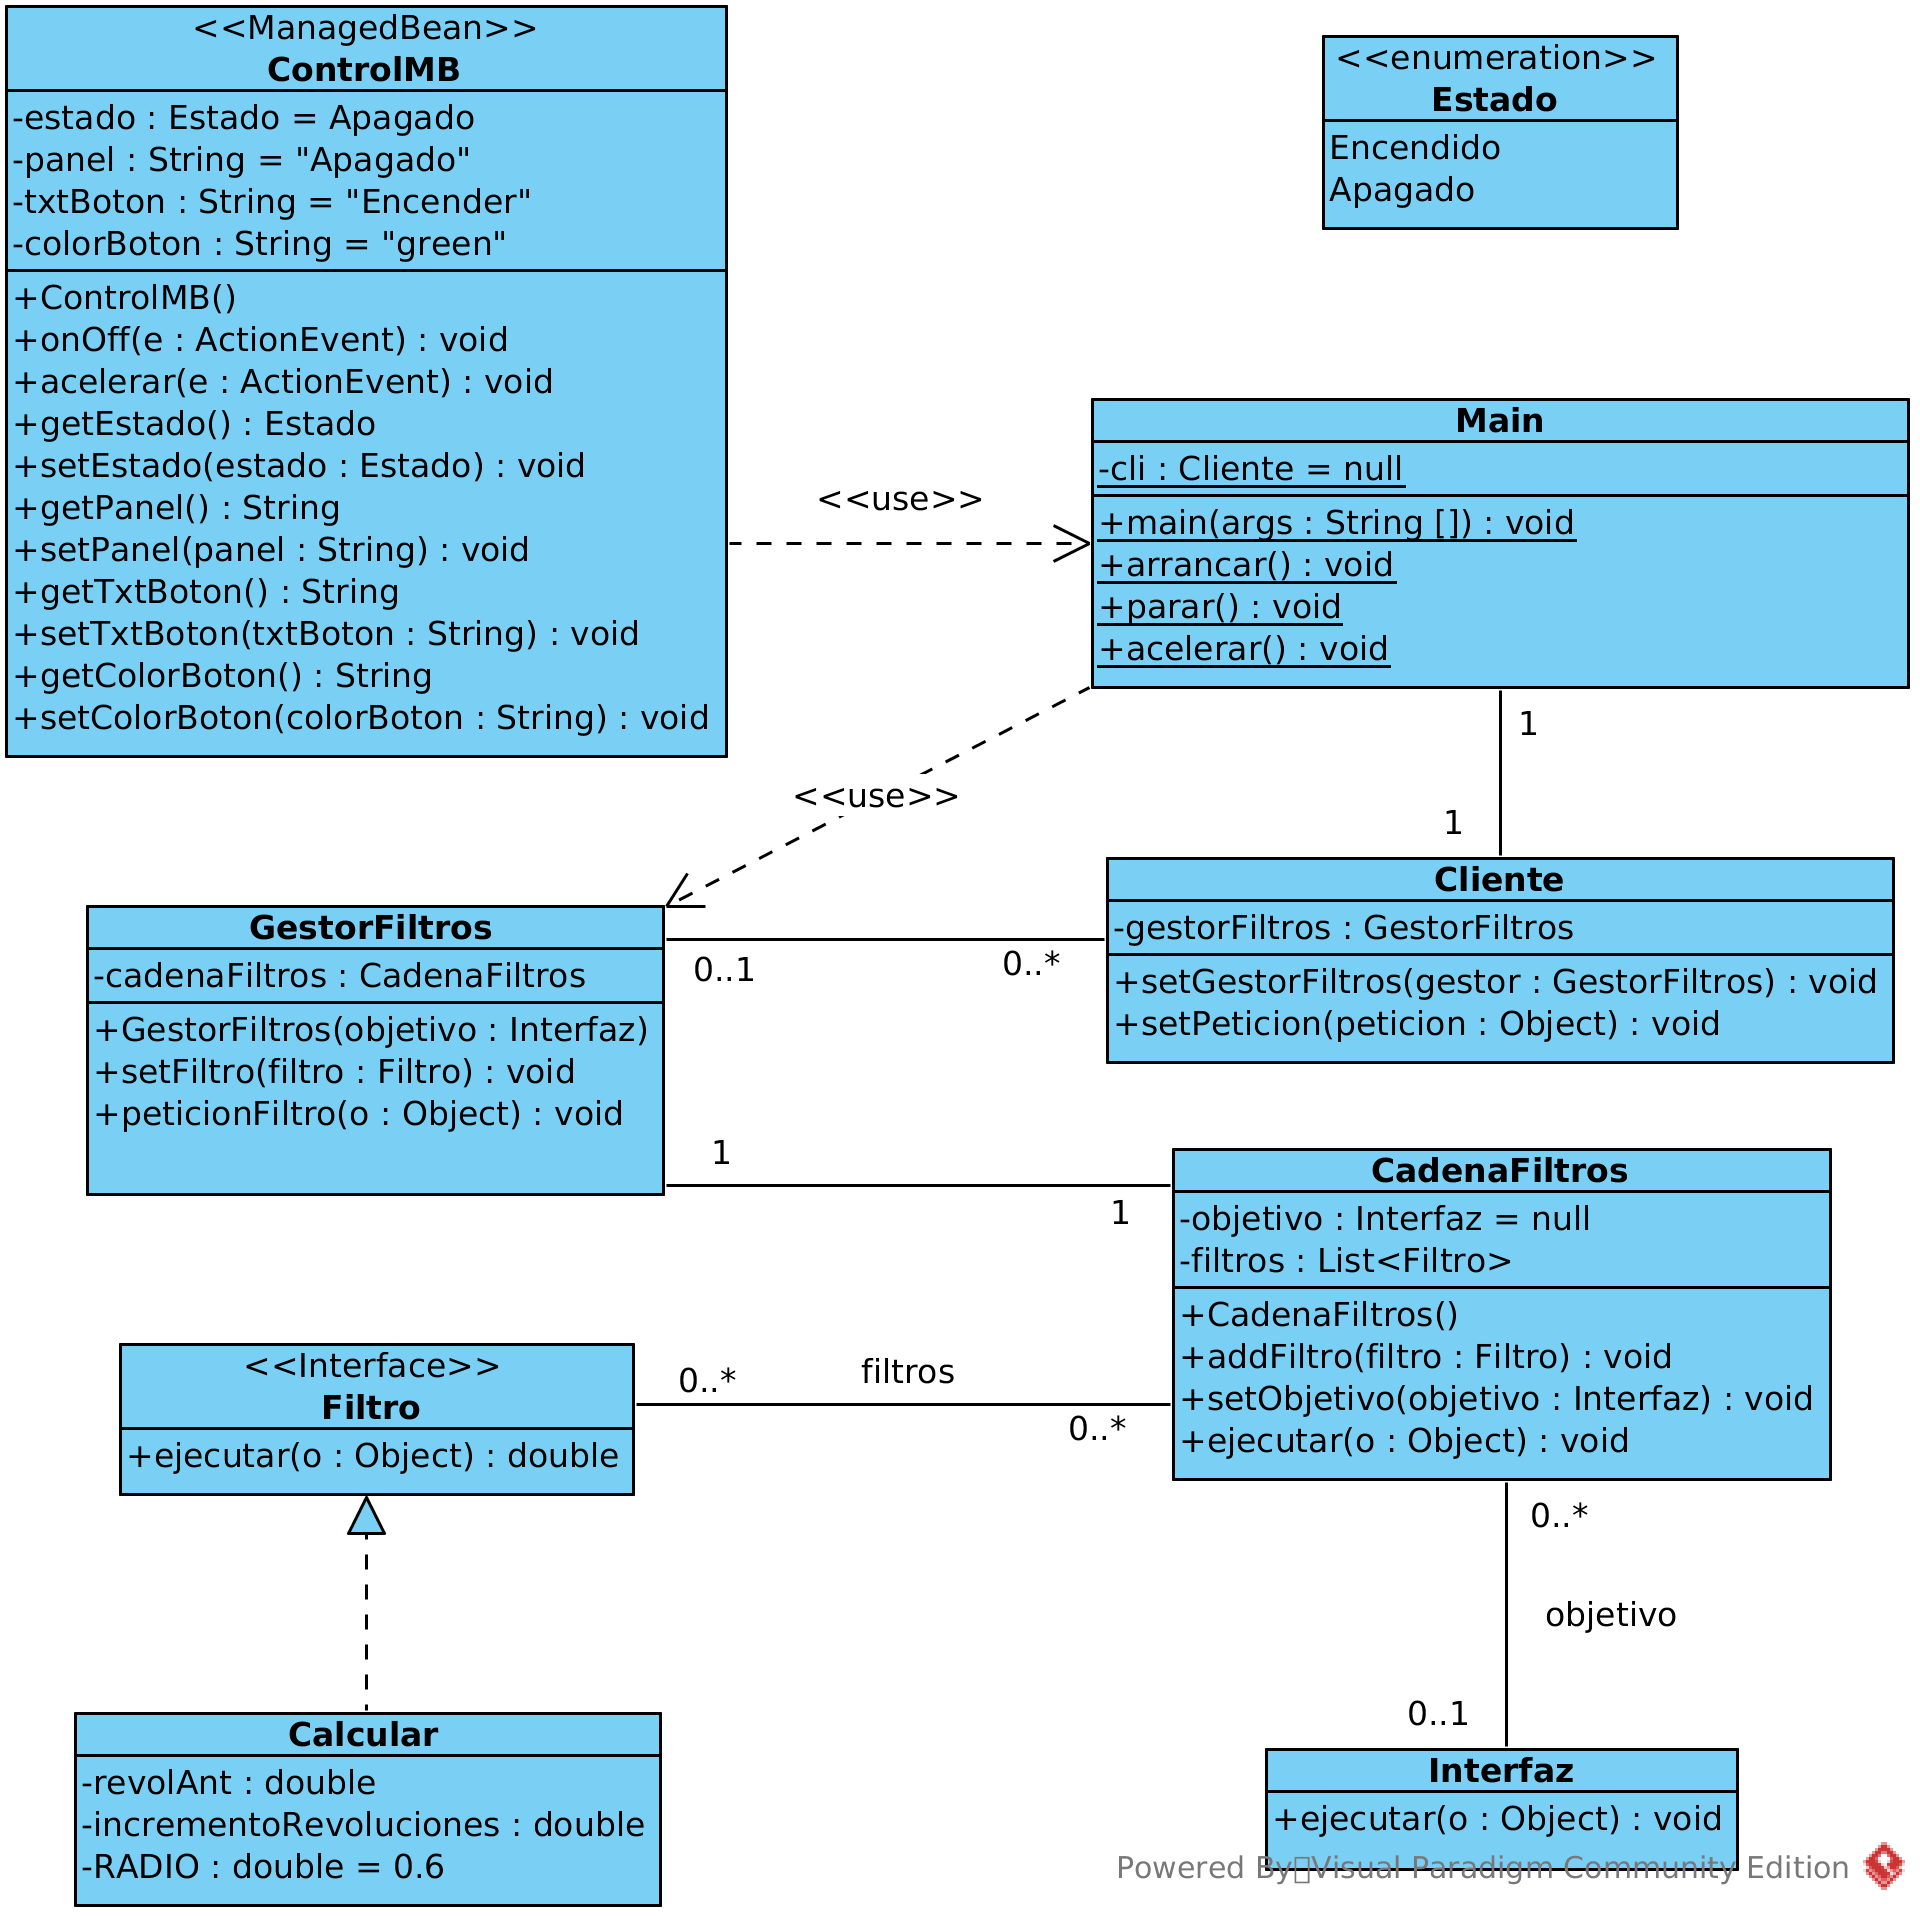 <<ManagedBean>>
ControlMB
-estado : Estado = Apagado
-panel : String = "Apagado"
-txtBoton : String = "Encender"
-colorBoton : String = "green"
+ControlMB()
+onOff(e : ActionEvent) : void
+acelerar(e : ActionEvent) : void
+getEstado() : Estado
+setEstado(estado : Estado) : void
+getPanel() : String
+setPanel(panel : String) : void
+getTxtBoton() : String
+setTxtBoton(txtBoton : String) : void
+getColorBoton() : String
+setColorBoton(colorBoton : String) : void
<<enumeration>>
Estado
Encendido
Apagado
<<use>>
Main
-cli : Cliente = null
+main(args : String []) : void
+arrancar() : void
+parar() : void
+acelerar() : void
1
1
<<use>>
GestorFiltros
-cadenaFiltros : CadenaFiltros
+GestorFiltros(objetivo : Interfaz)
+setFiltro(filtro : Filtro) : void
+peticionFiltro(o : Object) : void
0..1
0..*
Cliente
-gestorFiltros : GestorFiltros
+setGestorFiltros(gestor : GestorFiltros) : void
+setPeticion(peticion : Object) : void
1
1
CadenaFiltros
-objetivo : Interfaz = null
-filtros : List<Filtro>
+CadenaFiltros()
+addFiltro(filtro : Filtro) : void
+setObjetivo(objetivo : Interfaz) : void
+ejecutar(o : Object) : void
<<Interface>>
Filtro
+ejecutar(o : Object) : double
0..*
filtros
0..*
0..*
objetivo
0..1
Calcular
-revolAnt : double
-incrementoRevoluciones : double
-RADIO : double = 0.6
Interfaz
+ejecutar(o : Object) : void
Powered By Visual Paradigm Community Edition